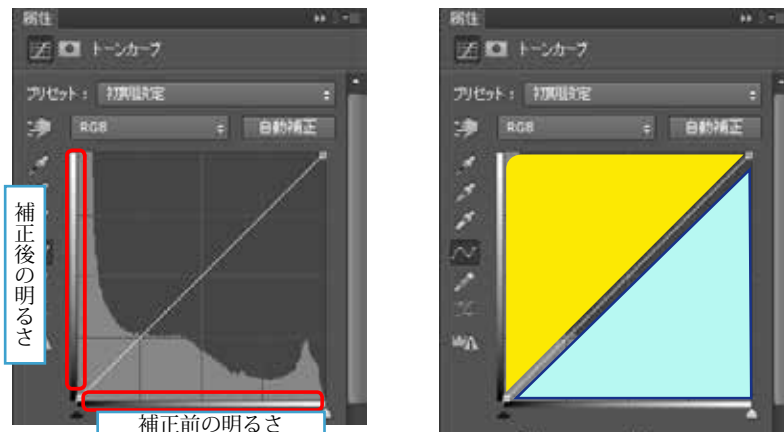 属性
トーンカーブ
プリセット： 初期設定
RGB
自動補正
補正後の明るさ
補正前の明るさ
属性
トーンカーブ
プリセット： 初期設定
RGB
自動補正